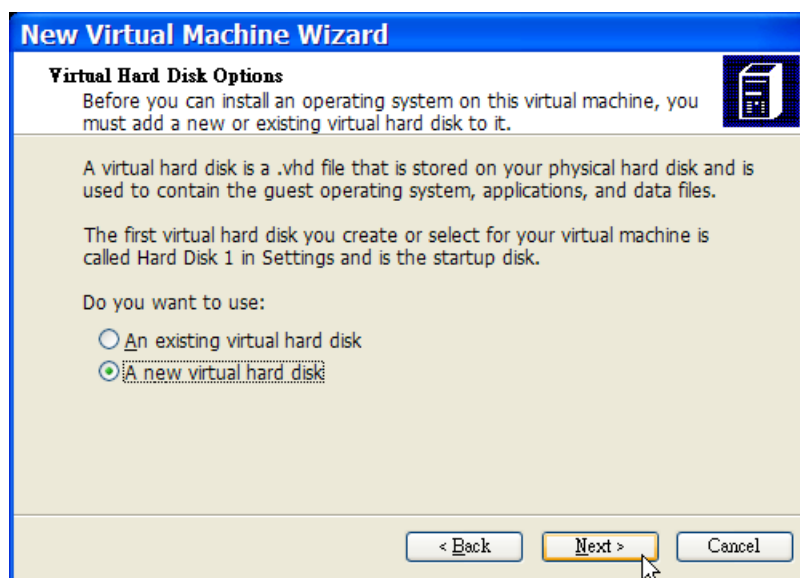 New Virtual Machine Wizard
Virtual Hard Disk Options
Before you can install an operating system on this virtual machine, you
must add a new or existing virtual hard disk to it.
A virtual hard disk is a .vhd file that is stored on your physical hard disk and is
used to contain the guest operating system, applications, and data files.
The first virtual hard disk you create or select for your virtual machine is
called Hard Disk 1 in Settings and is the startup disk.
Do you want to use:
An existing virtual hard disk
A new virtual hard disk
< Back Next > Cancel